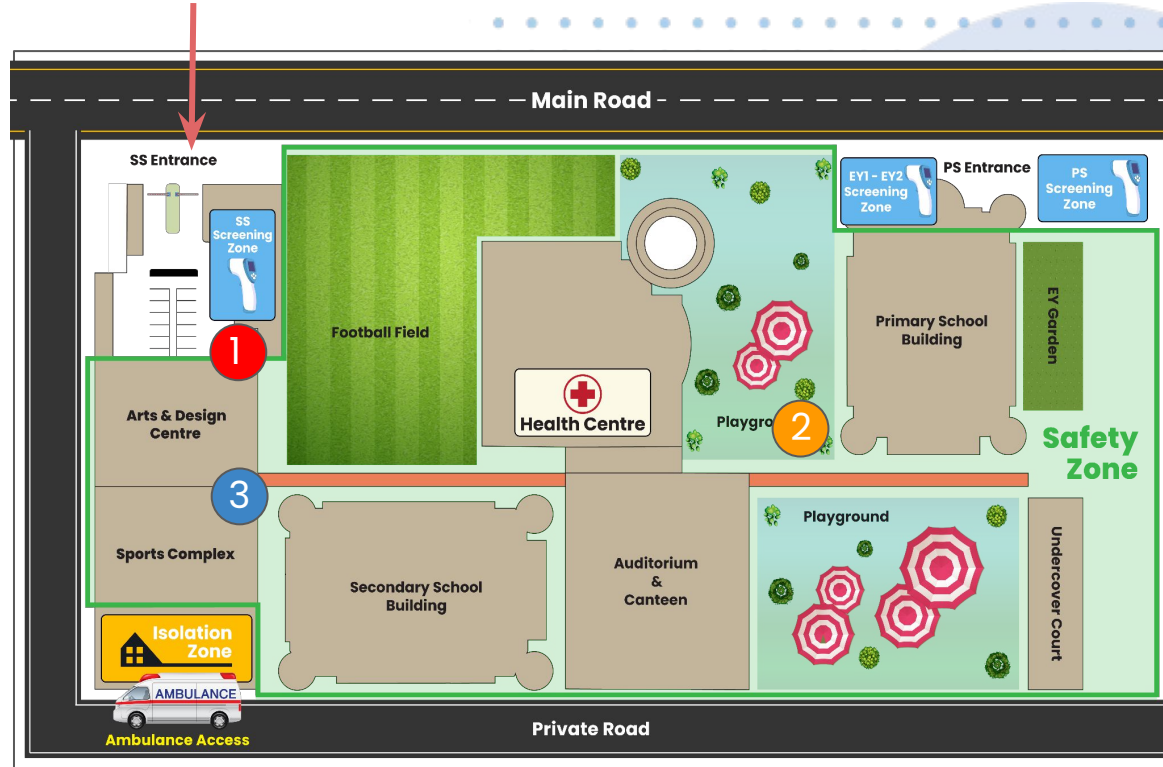 Main Road
SS Entrance
EY1 - EY2
Screening
Zone
PS Entrance
PS
Screening
Zone
SS
Screening
Zone
1
Football Field
Primary School
Building
EY Garden
Health Centre
Arts & Design
Centre
Playgro
2
Safety
Zone
3
Playground
Sports Complex
Auditorium
&
Canteen
Secondary School
Building
Undercover Court
Isolation
Zone
AMBULANCE
Ambulance Access
Private Road